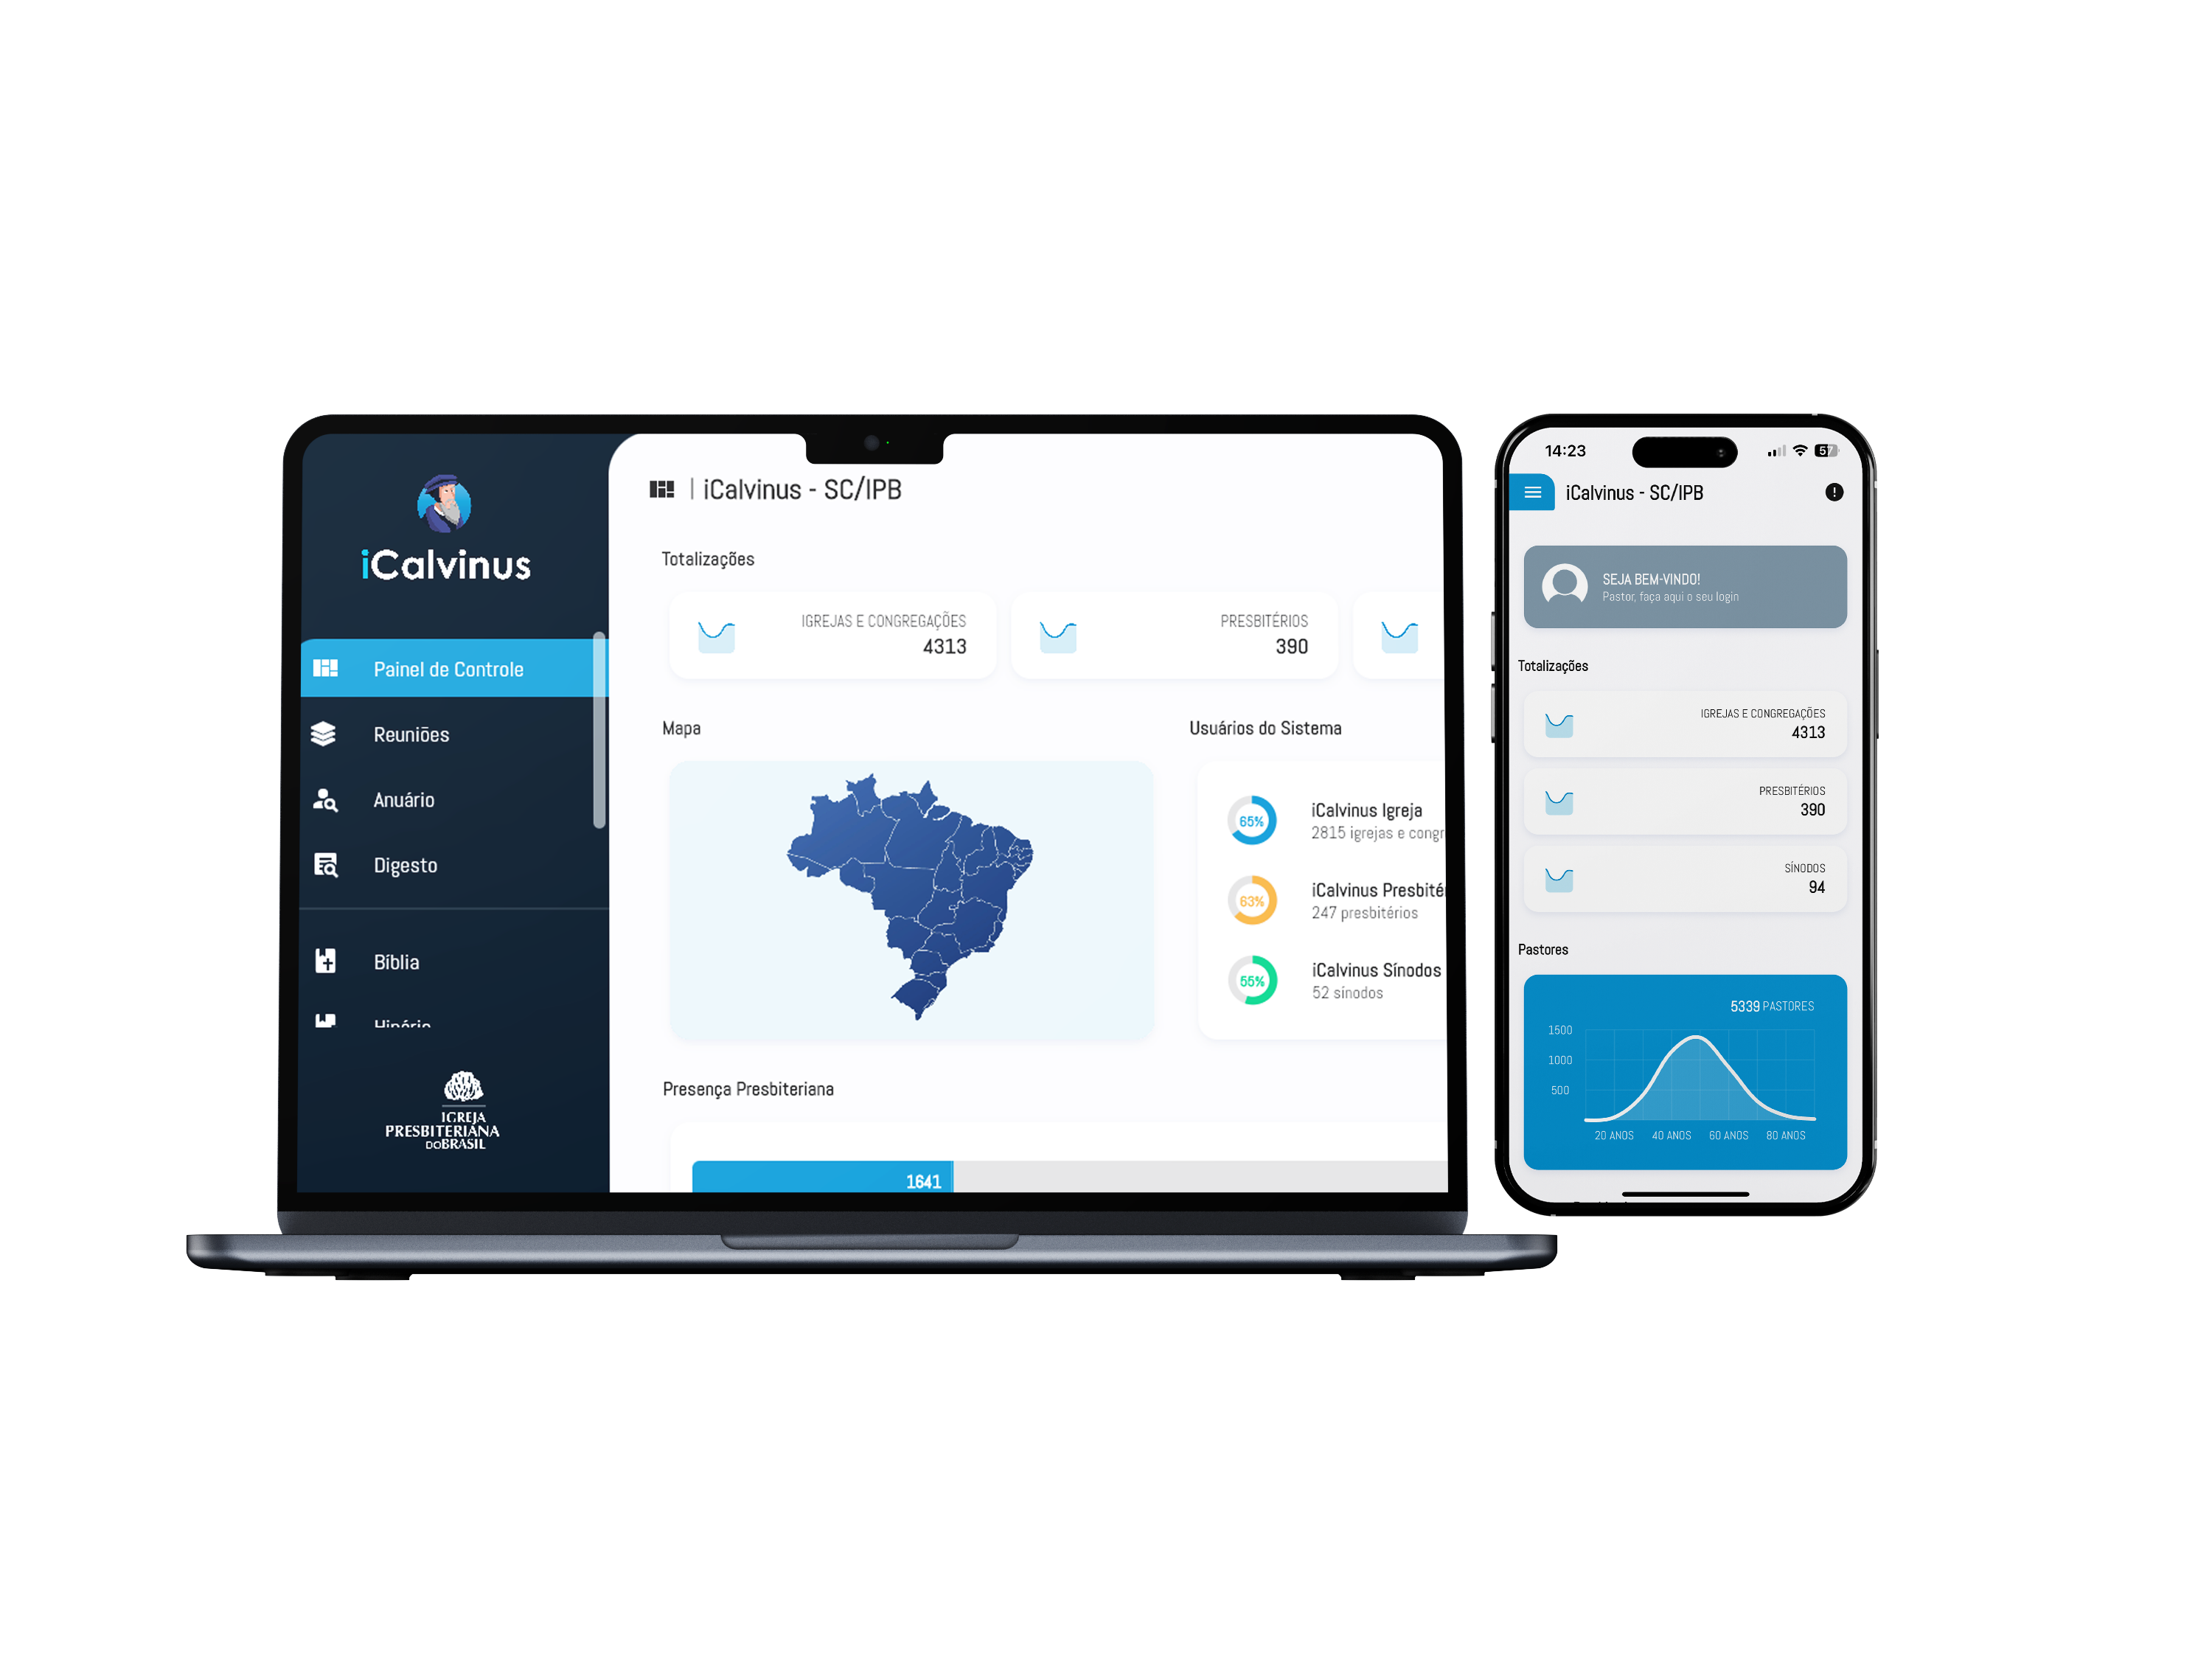 iCalvinus
Painel de Controle
Reuniões
Anuário
Digesto
Bíblia
Hinário
IGREJA
PRESBITERIANA
DO BRASIL
iCalvinus - SC/IPB
Totalizações
IGREJAS E CONGREGAÇÕES
4313
PRESBITÉRIOS
390
Mapa
Usuários do Sistema
65%
iCalvinus Igreja
2815 igrejas e congr
63%
iCalvinus Presbité
247 presbitérios
55%
iCalvinus Sínodos
52 sínodos
Presença Presbiteriana
1641
14:23
57
iCalvinus - SC/IPB
SEJA BEM-VINDO!
Pastor, faça aqui o seu login
Totalizações
IGREJAS E CONGREGAÇÕES
4313
PRESBITÉRIOS
390
SÍNODOS
94
Pastores
5339 PASTORES
1500
1000
500
20 ANOS 40 ANOS 60 ANOS 80 ANOS